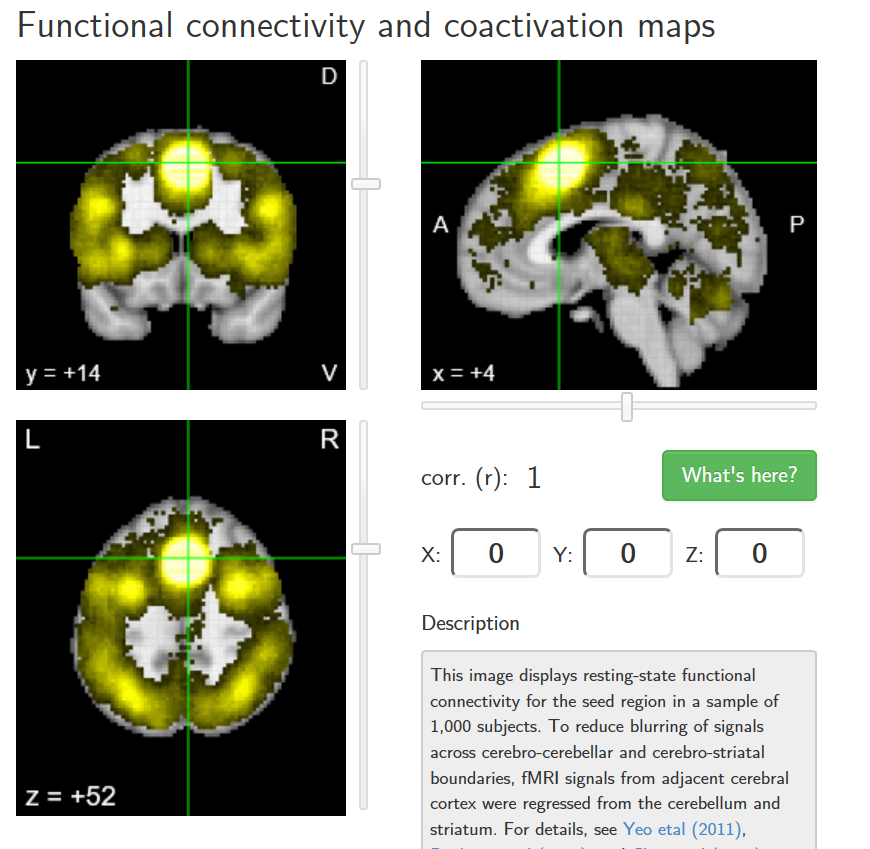 Functional connectivity and coactivation maps
D
y = +14
V
A
P
x = +4
L
R
z = +52
corr. (r): 1
What's here?
X: 0 Y: 0 Z: 0
Description
This image displays resting-state functional
connectivity for the seed region in a sample of
1,000 subjects. To reduce blurring of signals
across cerebro-cerebellar and cerebro-striatal
boundaries, fMRI signals from adjacent cerebral
cortex were regressed from the cerebellum and
striatum. For details, see Yeo etal (2011),